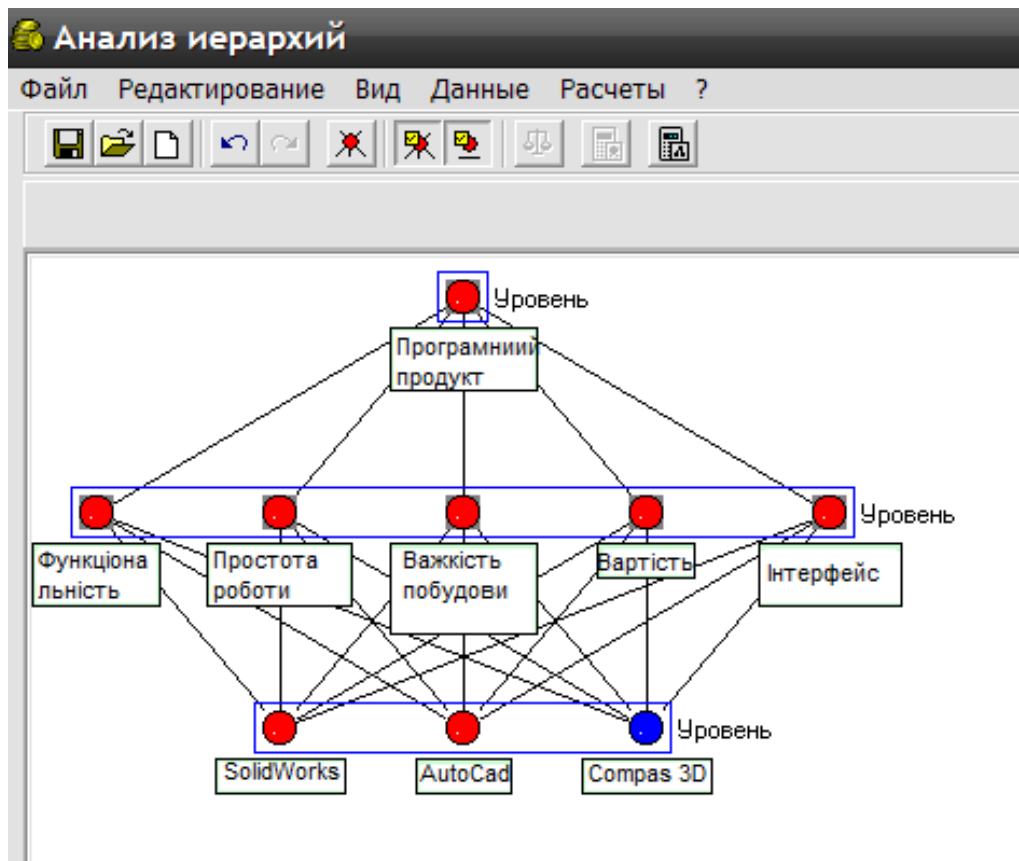 Анализ иерархий
Файл Редактирование Вид Данные Расчеты ?
Уровень
Програмниий
продукт
Уровень
Функціона
льність
Простота
роботи
Важкість
побудови
Вартість
Інтерфейс
Уровень
SolidWorks
AutoCad
Compas 3D